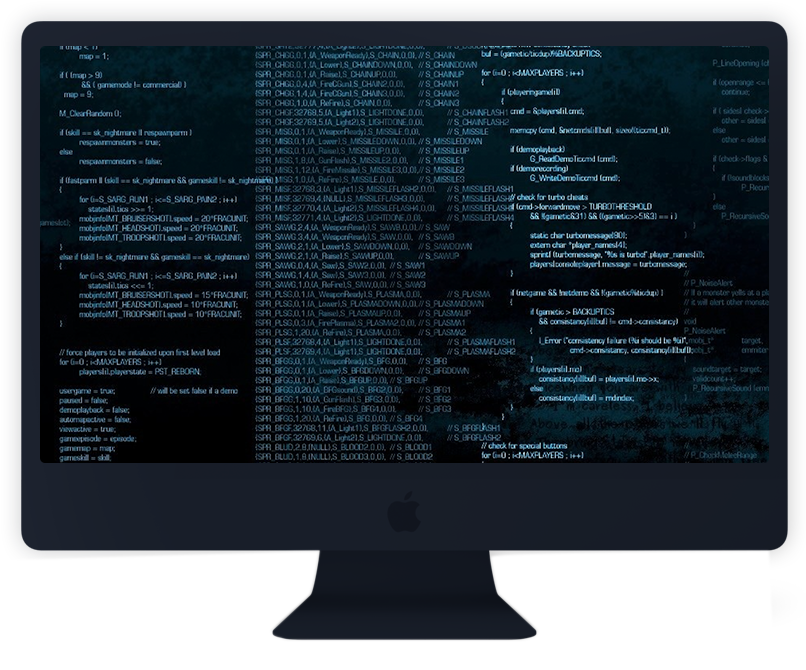 map = 1;
if ( (map > 9)
&& ( gamemode != commercial) )
map = 9;
M_ClearRandom ();
if (skill == sk_nightmare || respawnparm )
respawnmonsters = true;
else
respawnmonsters = false;
if (fastparm || (skill == sk_nightmare && gameskill != sk_nightmare) )
{
for (i=S_SARG_RUN1 ; i<=S_SARG_PAIN2 ; i++)
states[i].tics >>= 1;
mobjinfo[MT_BRUISERSHOT].speed = 20*FRACUNIT;
mobjinfo[MT_HEADSHOT].speed = 20*FRACUNIT;
mobjinfo[MT_TROOPSHOT].speed = 20*FRACUNIT;
}
else if (skill != sk_nightmare && gameskill == sk_nightmare)
{
for (i=S_SARG_RUN1 ; i<=S_SARG_PAIN2 ; i++)
states[i].tics <<= 1;
mobjinfo[MT_BRUISERSHOT].speed = 15*FRACUNIT;
mobjinfo[MT_HEADSHOT].speed = 10*FRACUNIT;
mobjinfo[MT_TROOPSHOT].speed = 10*FRACUNIT;
}
// force players to be initialized upon first level load
for (i=0 ; i<MAXPLAYERS ; i++)
players[i].playerstate = PST_REBORN;
usergame = true; // will be set false if a demo
paused = false;
demoplayback = false;
automapactive = false;
viewactive = true;
gameepisode = episode;
gamemap = map;
gameskill = skill;
{SPR_CHGG,0,1,{A_WeaponReady},S_CHAIN,0,0}, // S_CHAIN
{SPR_CHGG,0,1,{A_Lower},S_CHAINDOWN,0,0}, // S_CHAINDOWN
{SPR_CHGG,0,1,{A_Raise},S_CHAINUP,0,0}, // S_CHAINUP
{SPR_CHGG,0,4,{A_FireCGun},S_CHAIN2,0,0}, // S_CHAIN1
{SPR_CHGG,1,4,{A_FireCGun},S_CHAIN3,0,0}, // S_CHAIN2
{SPR_CHGG,1,0,{A_ReFire},S_CHAIN,0,0}, // S_CHAIN3
{SPR_CHGF,32768,5,{A_Light1},S_LIGHTDONE,0,0}, // S_CHAINFLASH1
{SPR_CHGF,32769,5,{A_Light2},S_LIGHTDONE,0,0}, // S_CHAINFLASH2
{SPR_MISG,0,1,{A_WeaponReady},S_MISSILE,0,0}, // S_MISSILE
{SPR_MISG,0,1,{A_Lower},S_MISSILEDOWN,0,0}, // S_MISSILEDOWN
{SPR_MISG,0,1,{A_Raise},S_MISSILEUP,0,0}, // S_MISSILEUP
{SPR_MISG,1,8,{A_GunFlash},S_MISSILE2,0,0}, // S_MISSILE1
{SPR_MISG,1,12,{A_FireMissile},S_MISSILE3,0,0}, // S_MISSILE2
{SPR_MISG,1,0,{A_ReFire},S_MISSILE,0,0}, // S_MISSILE3
{SPR_MISF,32768,3,{A_Light1},S_MISSILEFLASH2,0,0}, // S_MISSILEFLASH1
{SPR_MISF,32769,4,{NULL},S_MISSILEFLASH3,0,0}, // S_MISSILEFLASH2
{SPR_MISF,32770,4,{A_Light2},S_MISSILEFLASH4,0,0}, // S_MISSILEFLASH3
{SPR_MISF,32771,4,{A_Light2},S_LIGHTDONE,0,0}, // S_MISSILEFLASH4
{SPR_SAWG,2,4,{A_WeaponReady},S_SAWB,0,0}, // S_SAW
{SPR_SAWG,3,4,{A_WeaponReady},S_SAW,0,0}, // S_SAWB
{SPR_SAWG,2,1,{A_Lower},S_SAWDOWN,0,0}, // S_SAWDOWN
{SPR_SAWG,2,1,{A_Raise},S_SAWUP,0,0}, // S_SAWUP
{SPR_SAWG,0,4,{A_Saw},S_SAW2,0,0}, // S_SAW1
{SPR_SAWG,1,4,{A_Saw},S_SAW3,0,0}, // S_SAW2
{SPR_SAWG,1,0,{A_ReFire},S_SAW,0,0}, // S_SAW3
{SPR_PLSG,0,1,{A_WeaponReady},S_PLASMA,0,0}, // S_PLASMA
{SPR_PLSG,0,1,{A_Lower},S_PLASMADOWN,0,0}, // S_PLASMADOWN
{SPR_PLSG,0,1,{A_Raise},S_PLASMAUP,0,0}, // S_PLASMAUP
{SPR_PLSG,0,3,{A_FirePlasma},S_PLASMA2,0,0}, // S_PLASMA1
{SPR_PLSG,1,20,{A_ReFire},S_PLASMA,0,0}, // S_PLASMA2
{SPR_PLSF,32768,4,{A_Light1},S_LIGHTDONE,0,0}, // S_PLASMAFLASH1
{SPR_PLSF,32769,4,{A_Light1},S_LIGHTDONE,0,0}, // S_PLASMAFLASH2
{SPR_BFGG,0,1,{A_WeaponReady},S_BFG,0,0}, // S_BFG
{SPR_BFGG,0,1,{A_Lower},S_BFGDOWN,0,0}, // S_BFGDOWN
{SPR_BFGG,0,1,{A_Raise},S_BFGUP,0,0}, // S_BFGUP
{SPR_BFGG,0,20,{A_BFGsound},S_BFG2,0,0}, // S_BFG1
{SPR_BFGG,1,10,{A_GunFlash},S_BFG3,0,0}, // S_BFG2
{SPR_BFGG,1,10,{A_FireBFG},S_BFG4,0,0}, // S_BFG3
{SPR_BFGG,1,20,{A_ReFire},S_BFG,0,0}, // S_BFG4
{SPR_BFGF,32768,11,{A_Light1},S_BFGFLASH2,0,0}, // S_BFGFLASH1
{SPR_BFGF,32769,6,{A_Light2},S_LIGHTDONE,0,0}, // S_BFGFLASH2
{SPR_BLUD,2,8,{NULL},S_BLOOD2,0,0}, // S_BLOOD1
{SPR_BLUD,1,8,{NULL},S_BLOOD3,0,0}, // S_BLOOD2
buf = (gametic/ticdup)%BACKUPTICS;
for (i=0 ; i<MAXPLAYERS ; i++)
{
if (playeringame[i])
{
cmd = &players[i].cmd;
memcpy (cmd, &netcmds[i][buf], sizeof(ticcmd_t));
if (demoplayback)
G_ReadDemoTiccmd (cmd);
if (demorecording)
G_WriteDemoTiccmd (cmd);
// check for turbo cheats
if (cmd->forwardmove > TURBOTHRESHOLD
&& !(gametic&31) && ((gametic>>5)&3) == i )
{
static char turbomessage[80];
extern char *player_names[4];
sprintf (turbomessage, "%s is turbo!",player_names[i]);
players[consoleplayer].message = turbomessage;
}
if (netgame && !netdemo && !(gametic%ticdup) )
{
if (gametic > BACKUPTICS
&& consistancy[i][buf] != cmd->consistancy)
{
I_Error ("consistency failure (%i should be %i)",
cmd->consistancy, consistancy[i][buf]);
}
if (players[i].mo)
consistancy[i][buf] = players[i].mo->x;
else
consistancy[i][buf] = rndindex;
}
}
}
// check for special buttons
for (i=0 ; i<MAXPLAYERS ; i++)
if (openrange <=
continue;
other = sidesl
else
other = sidesl
if (check->flags &
if (!soundblocks
P_Recurs
else
P_RecursiveSou
}
}
// P_NoiseAlert
// If a monster yells at a pl
// it will alert other monste
//
void
P_NoiseAlert
target,
soundtarget = target;
validcount++;
P_RecursiveSound
// P_CheckMeleeRange